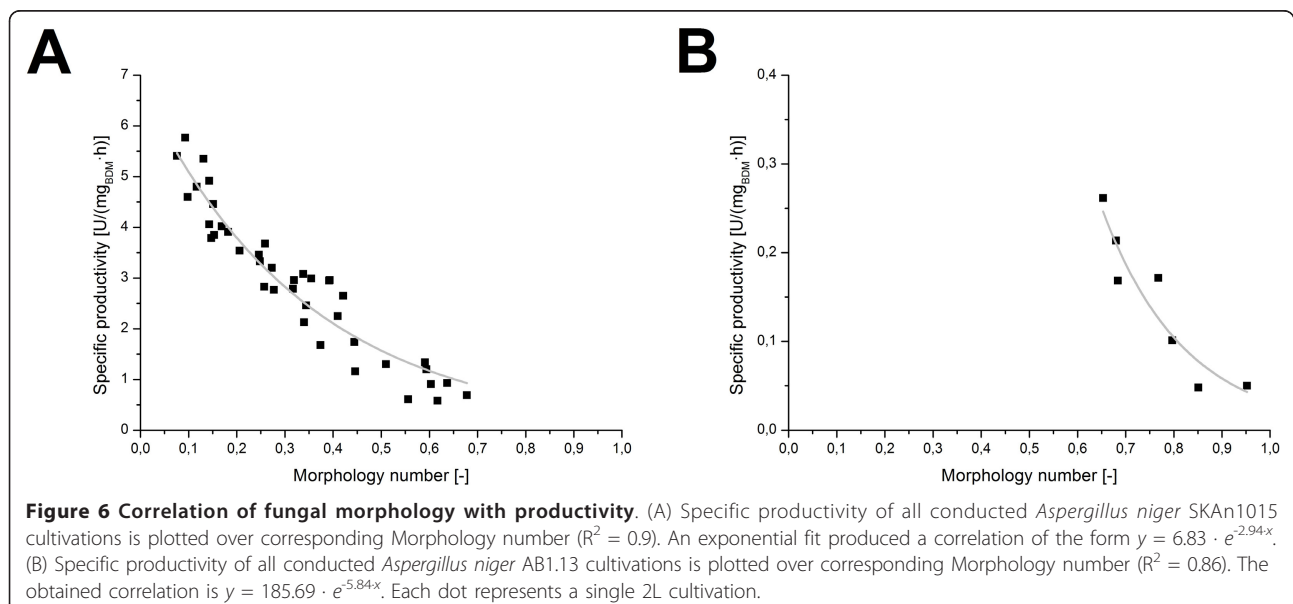 A
7
6
5
4
3
2
1
0
Specific productivity [U/(mg_BDM·h)]
0,0 0,1 0,2 0,3 0,4 0,5 0,6 0,7 0,8 0,9 1,0
Morphology number [-]
B
0,4
0,3
0,2
0,1
0,0
Specific productivity [U/(mg_BDM·h)]
0,0 0,1 0,2 0,3 0,4 0,5 0,6 0,7 0,8 0,9 1,0
Morphology number [-]
Figure 6 Correlation of fungal morphology with productivity. (A) Specific productivity of all conducted Aspergillus niger SKAn1015
cultivations is plotted over corresponding Morphology number (R² = 0.9). An exponential fit produced a correlation of the form y = 6.83 · e^-2.94·x.
(B) Specific productivity of all conducted Aspergillus niger AB1.13 cultivations is plotted over corresponding Morphology number (R² = 0.86). The
obtained correlation is y = 185.69 · e^-5.84·x. Each dot represents a single 2L cultivation.